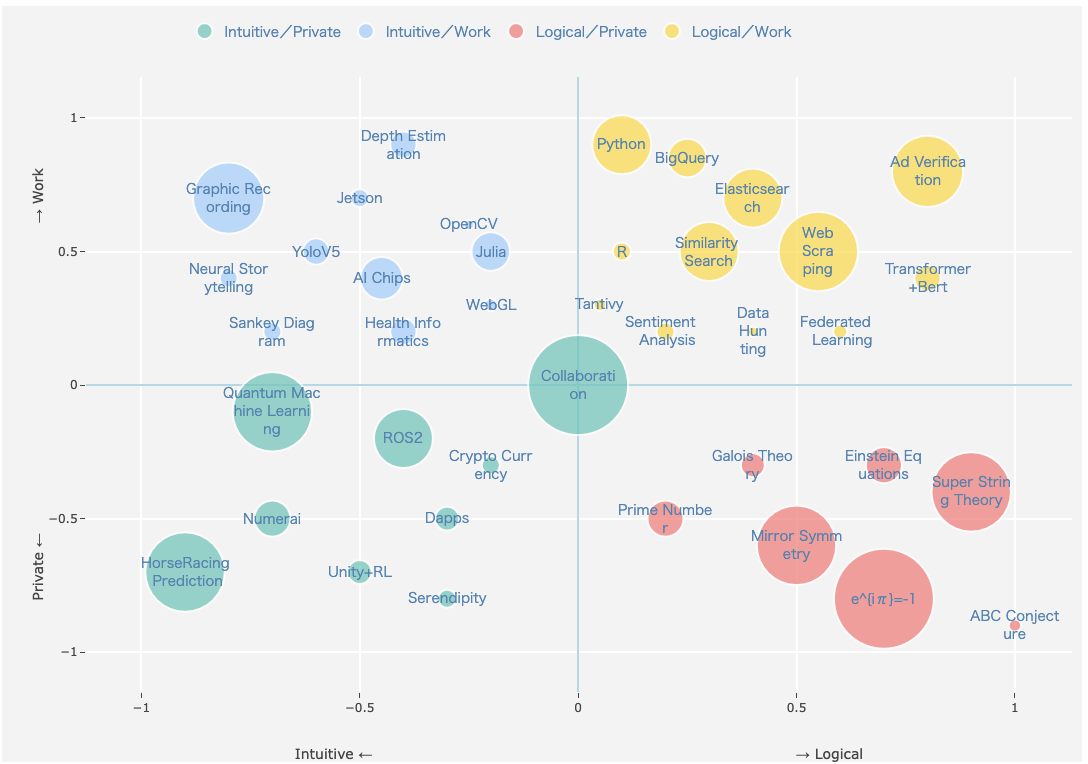 Intuitive／Private
Intuitive／Work
Logical／Private
Logical／Work
→ Work
Private ←
1
0.5
0
−0.5
−1
Depth Estim
ation
Graphic Rec
ording
Jetson
OpenCV
YoloV5
Julia
Neural Stor
ytelling
AI Chips
WebGL
Sankey Diag
ram
Health Info
rmatics
Python
BigQuery
Ad Verifica
tion
Elasticsear
ch
R
Similarity
Search
Web
Scra
ping
Transformer
+Bert
Tantivy
Sentiment
Analysis
Data
Hun
ting
Federated
Learning
Collaborati
on
Quantum Mac
hine Learni
ng
ROS2
Crypto Curr
ency
Numerai
Dapps
HorseRacing
Prediction
Unity+RL
Serendipity
Galois Theo
ry
Einstein Eq
uations
Super Strin
g Theory
Prime Numbe
r
Mirror Symm
etry
e^{iπ}=-1
ABC Conject
ure
−1
−0.5
0
0.5
1
Intuitive ←
→ Logical